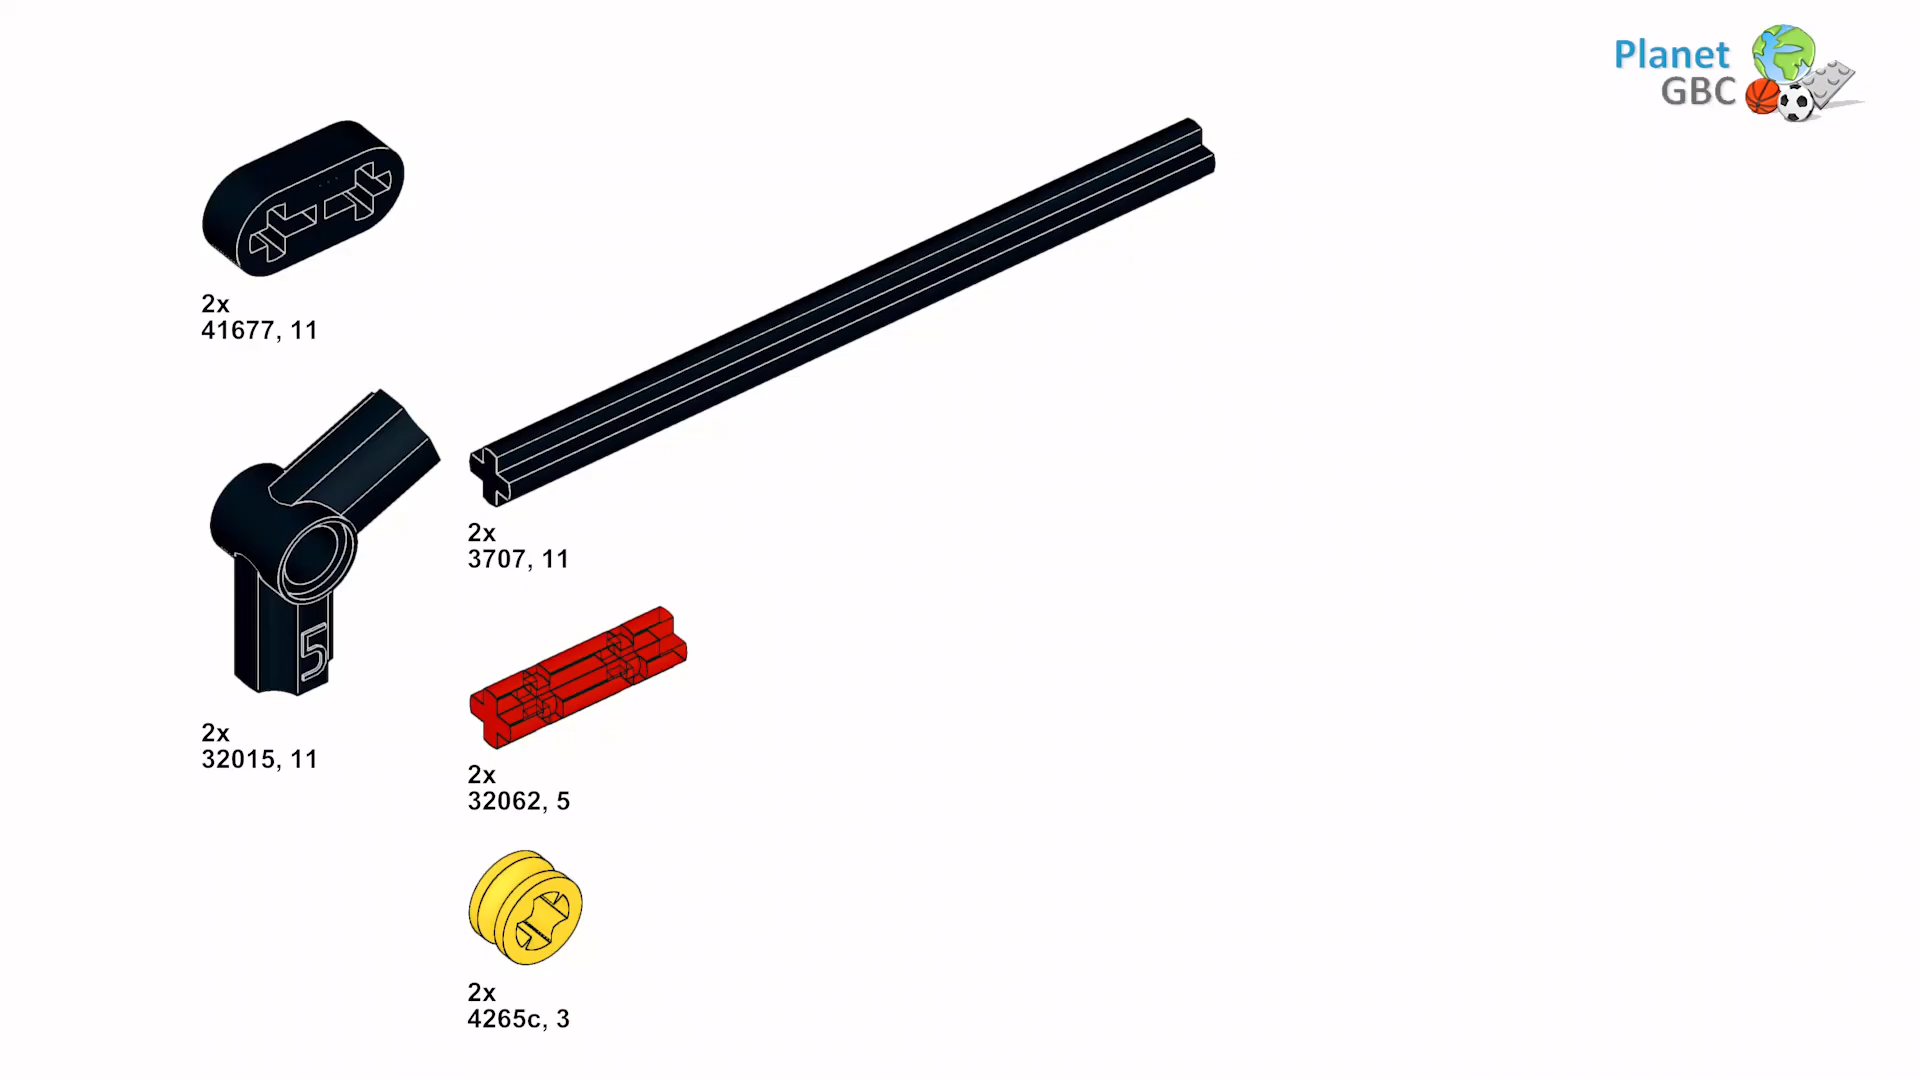 Planet
GBC
2x
41677, 11
2x
3707, 11
5
2x
32015, 11
2x
32062, 5
2x
4265c, 3